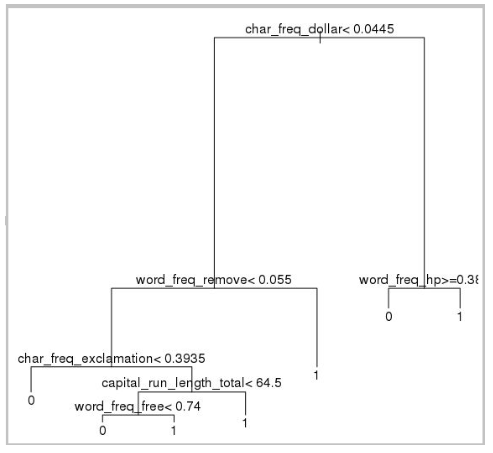 char_freq_dollar< 0.0445
word_freq_remove< 0.055
word_freq_hp>=0.38
0
1
char_freq_exclamation< 0.3935
1
capital_run_length_total< 64.5
0
word_freq_free< 0.74
1
0
1